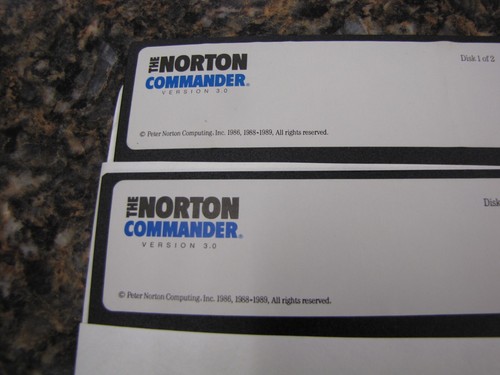 THE NORTON
COMMANDER®
VERSION 3.0
Disk 1 of 2
© Peter Norton Computing. Inc. 1986, 1988-1989, All rights reserved.
THE NORTON
COMMANDER®
VERSION 3.0
Disk
© Peter Norton Computing. Inc. 1986, 1988-1989, All rights reserved.